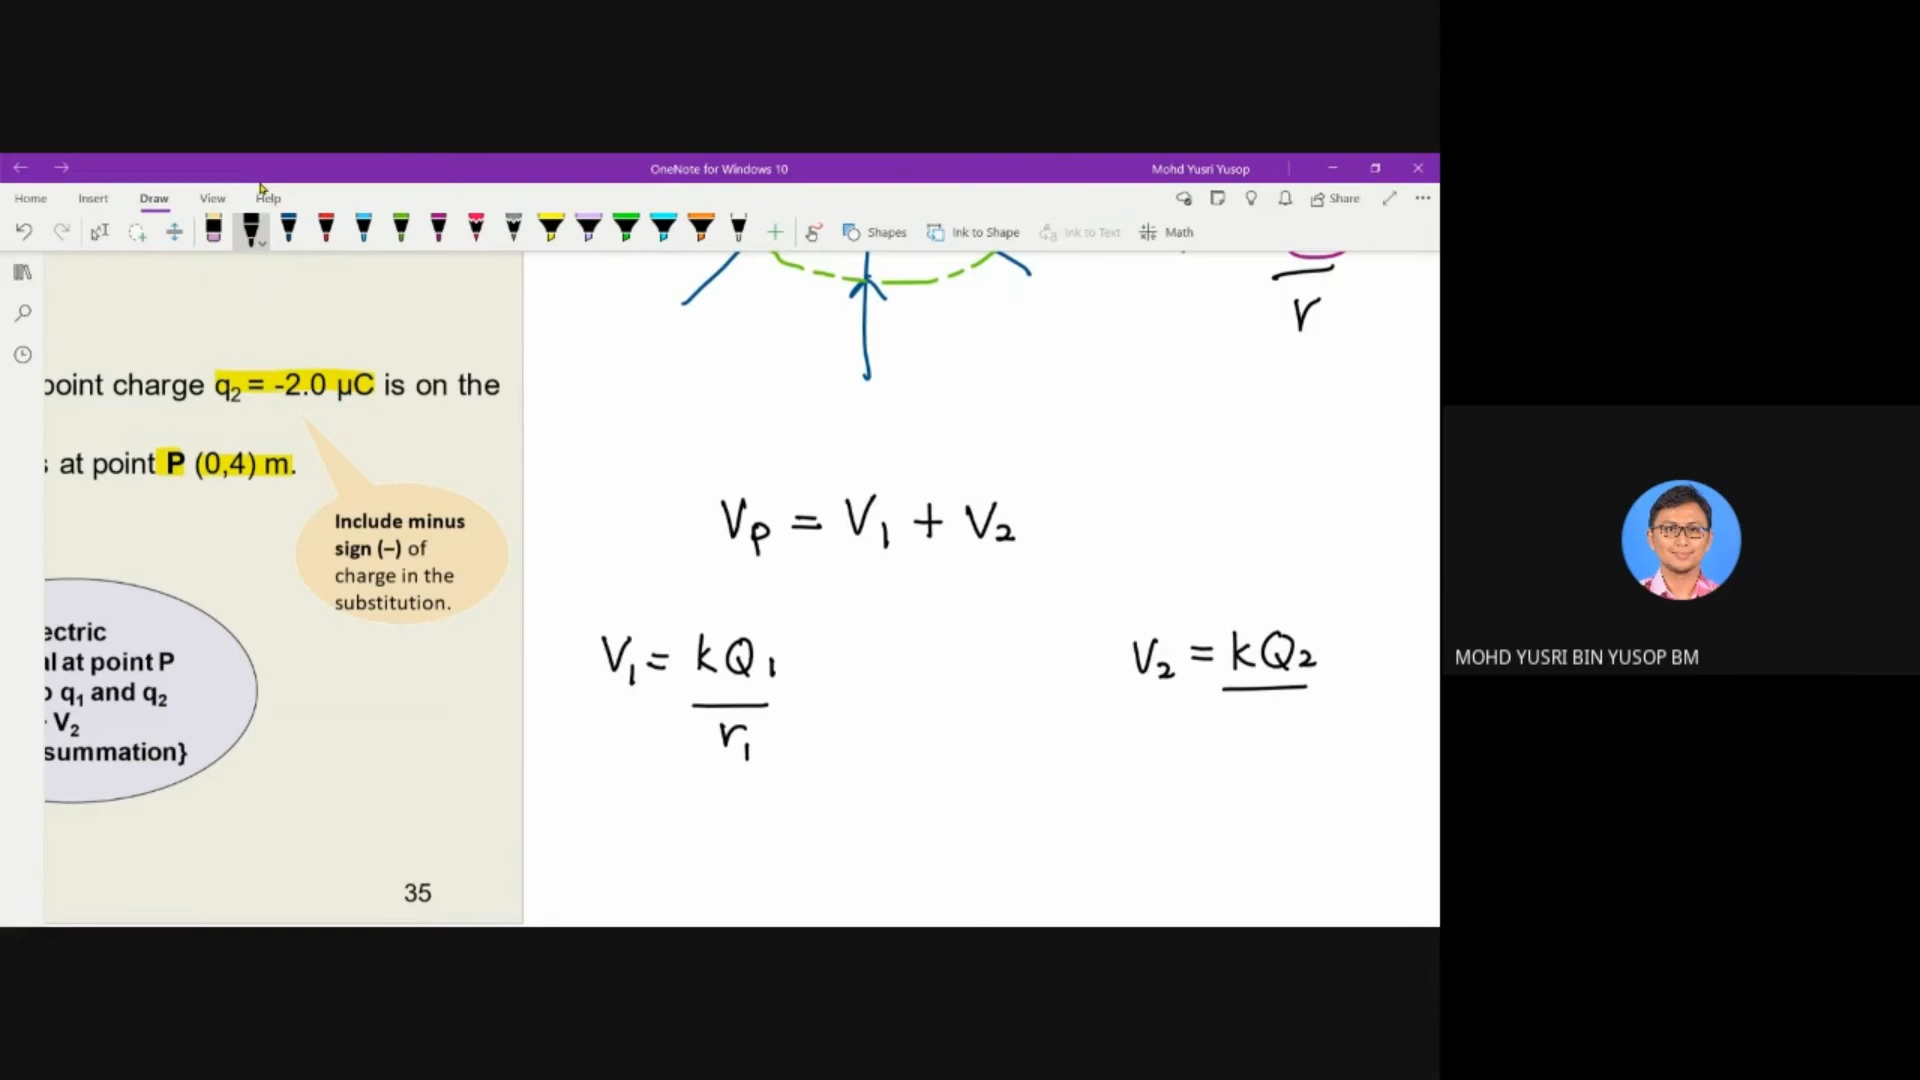 OneNote for Windows 10
Mohd Yusri Yusop
Home Insert Draw View Help
Share
Shapes Ink to Shape Ink to Text Math
r
point charge q₂ = -2.0 µC is on the
s at point P (0,4) m.
Include minus
sign (–) of
charge in the
substitution.
Vp = V₁ + V₂
ectric
al at point P
o q₁ and q₂
V₂
summation}
V₁ = kQ₁
r₁
V₂ = kQ₂
35
MOHD YUSRI BIN YUSOP BM